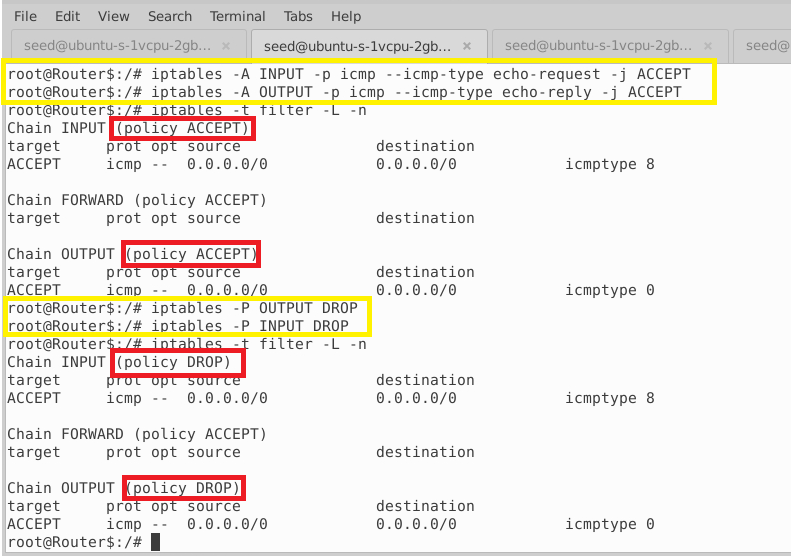 File Edit View Search Terminal Tabs Help
seed@ubuntu-s-1vcpu-2gb... × seed@ubuntu-s-1vcpu-2gb... × seed@ubuntu-s-1vcpu-2gb... × seed@
root@Router$:/# iptables -A INPUT -p icmp --icmp-type echo-request -j ACCEPT
root@Router$:/# iptables -A OUTPUT -p icmp --icmp-type echo-reply -j ACCEPT
root@Router$:/# iptables -t filter -L -n
Chain INPUT (policy ACCEPT)
target     prot opt source               destination
ACCEPT     icmp --  0.0.0.0/0            0.0.0.0/0            icmptype 8
Chain FORWARD (policy ACCEPT)
target     prot opt source               destination
Chain OUTPUT (policy ACCEPT)
target     prot opt source               destination
ACCEPT     icmp --  0.0.0.0/0            0.0.0.0/0            icmptype 0
root@Router$:/# iptables -P OUTPUT DROP
root@Router$:/# iptables -P INPUT DROP
root@Router$:/# iptables -t filter -L -n
Chain INPUT (policy DROP)
target     prot opt source               destination
ACCEPT     icmp --  0.0.0.0/0            0.0.0.0/0            icmptype 8
Chain FORWARD (policy ACCEPT)
target     prot opt source               destination
Chain OUTPUT (policy DROP)
target     prot opt source               destination
ACCEPT     icmp --  0.0.0.0/0            0.0.0.0/0            icmptype 0
root@Router$:/#